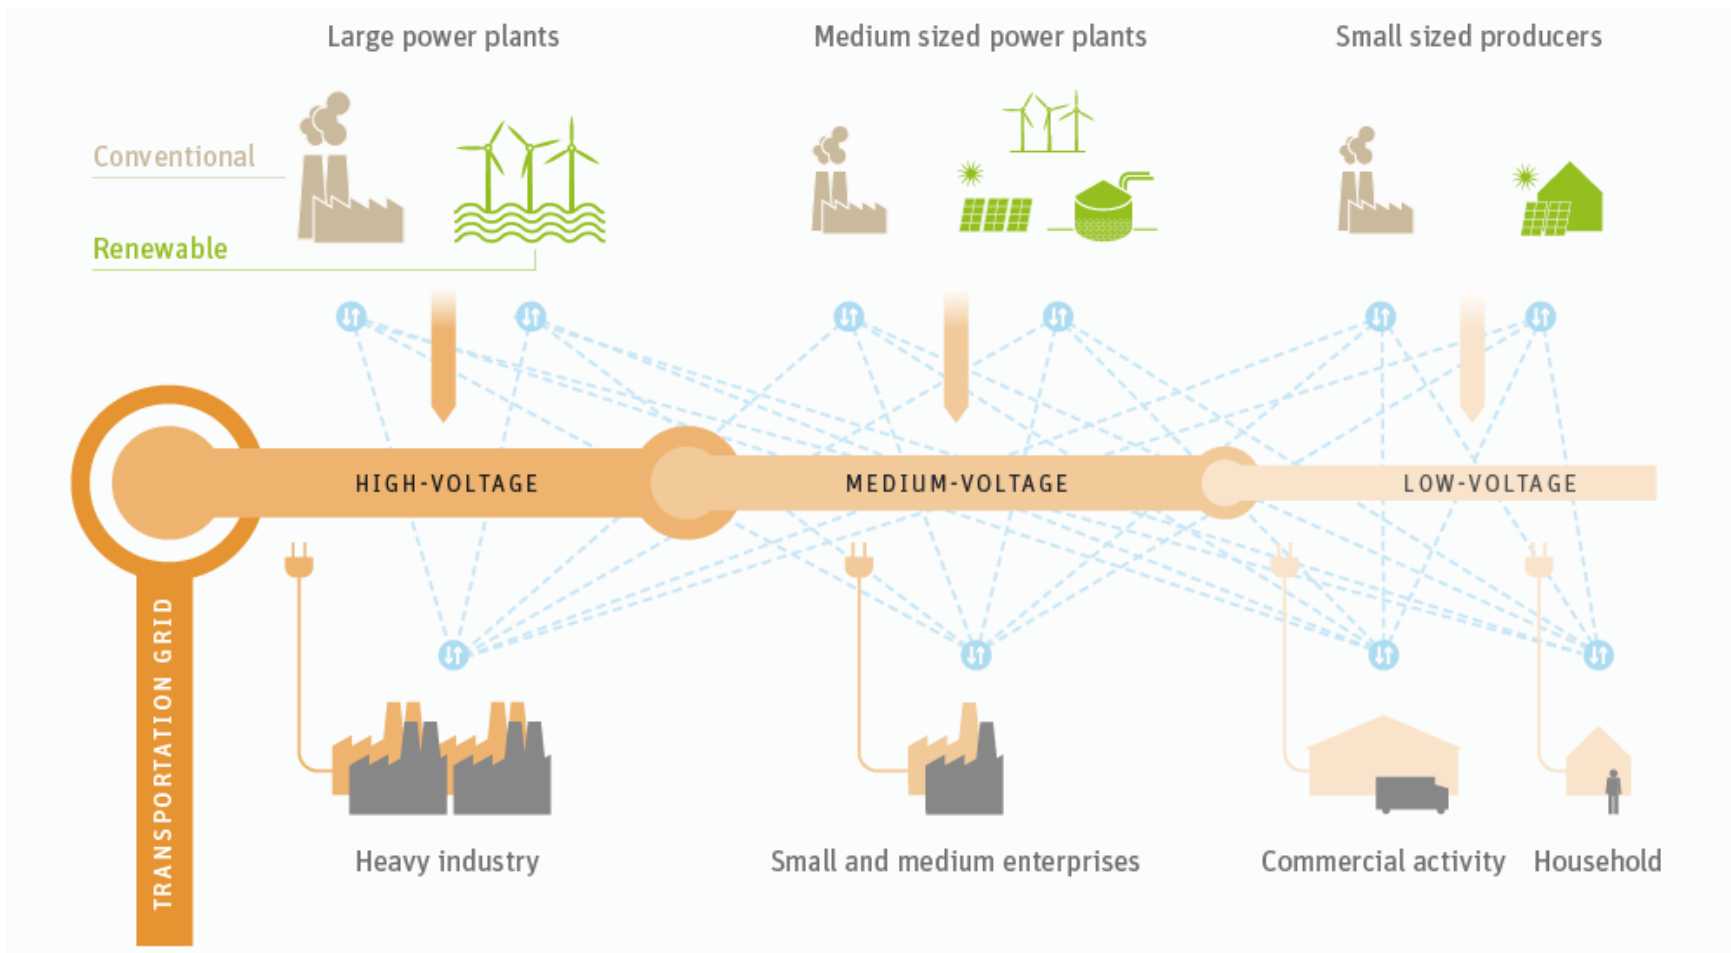 Large power plants
Medium sized power plants
Small sized producers
Conventional
Renewable
HIGH-VOLTAGE
MEDIUM-VOLTAGE
LOW-VOLTAGE
TRANSPORTATION GRID
Heavy industry
Small and medium enterprises
Commercial activity
Household